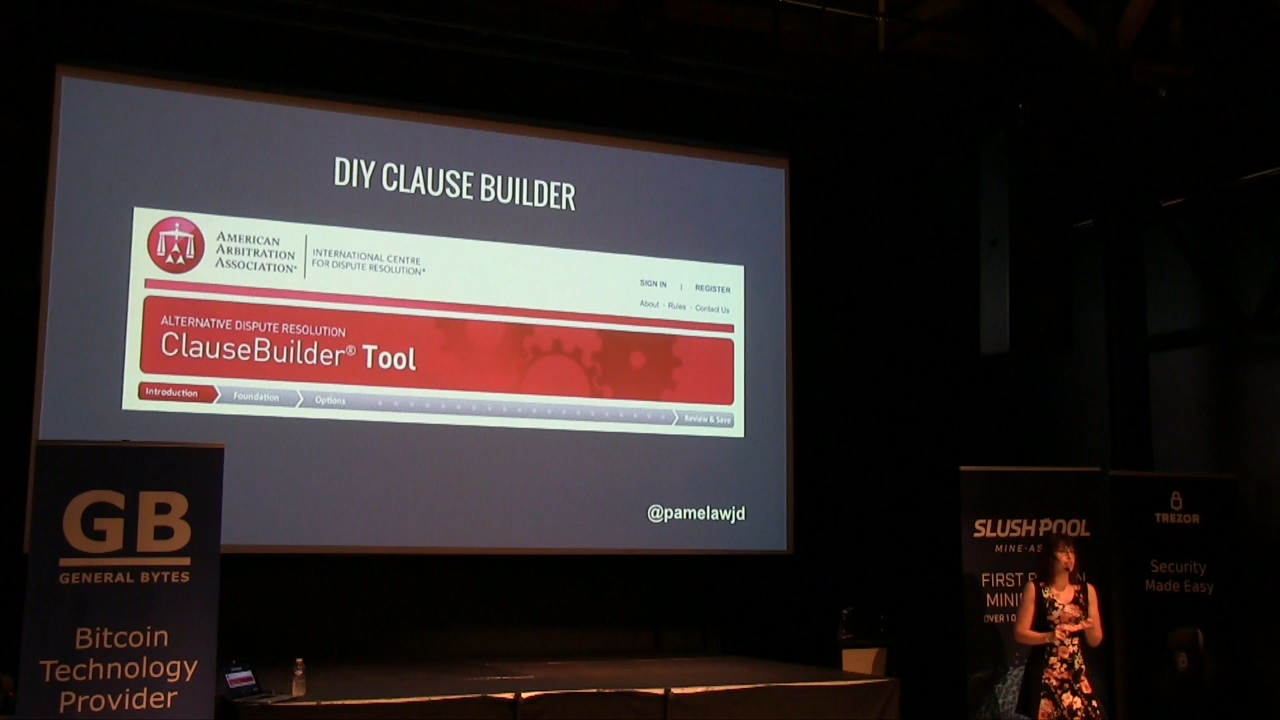 DIY CLAUSE BUILDER
AMERICAN
ARBITRATION
ASSOCIATION®
INTERNATIONAL CENTRE
FOR DISPUTE RESOLUTION®
SIGN IN | REGISTER
About · Rules · Contact Us
ALTERNATIVE DISPUTE RESOLUTION
ClauseBuilder® Tool
Introduction
Foundation
Options
Review & Save
@pamelawjd
GB
GENERAL BYTES
Bitcoin
Technology
Provider
SLUSH POOL
FIRST
TREZOR
Security
Made Easy